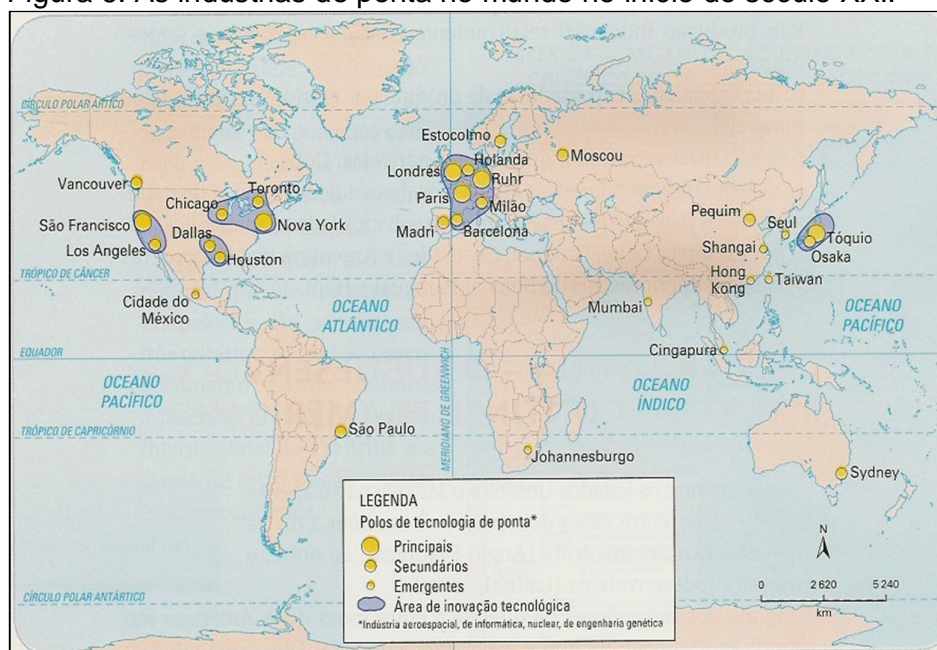 Figura 6: As indústrias de ponta no mundo no início do século XXI.
CÍRCULO POLAR ÁRTICO
Estocolmo
Moscou
Holanda
Londres
Ruhr
Vancouver
Toronto
Chicago
Paris
Milão
São Francisco
Nova York
Pequim
Seul
Dallas
Madri
Barcelona
Tóquio
Los Angeles
Houston
Xangai
Osaka
TRÓPICO DE CÂNCER
Hong
Kong
Taiwan
Cidade do
México
OCEANO
ATLÂNTICO
Mumbai
OCEANO
PACÍFICO
EQUADOR
Cingapura
OCEANO
PACÍFICO
OCEANO
ÍNDICO
MERIDIANO DE GREENWICH
TRÓPICO DE CAPRICÓRNIO
São Paulo
Johannesburgo
Sydney
LEGENDA
Polos de tecnologia de ponta*
Principais
Secundários
Emergentes
Área de inovação tecnológica
*Indústria aeroespacial, de informática, nuclear, de engenharia genética
N
0 2 620 5 240
km
CÍRCULO POLAR ANTÁRTICO